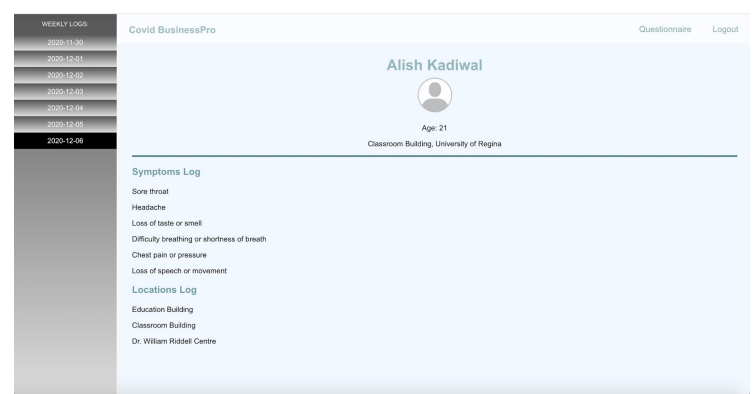 WEEKLY LOGS:
2020-11-30
2020-12-01
2020-12-02
2020-12-03
2020-12-04
2020-12-05
2020-12-06
Covid BusinessPro
Questionnaire
Logout
Alish Kadiwal
Age: 21
Classroom Building, University of Regina
Symptoms Log
Sore throat
Headache
Loss of taste or smell
Difficulty breathing or shortness of breath
Chest pain or pressure
Loss of speech or movement
Locations Log
Education Building
Classroom Building
Dr. William Riddell Centre